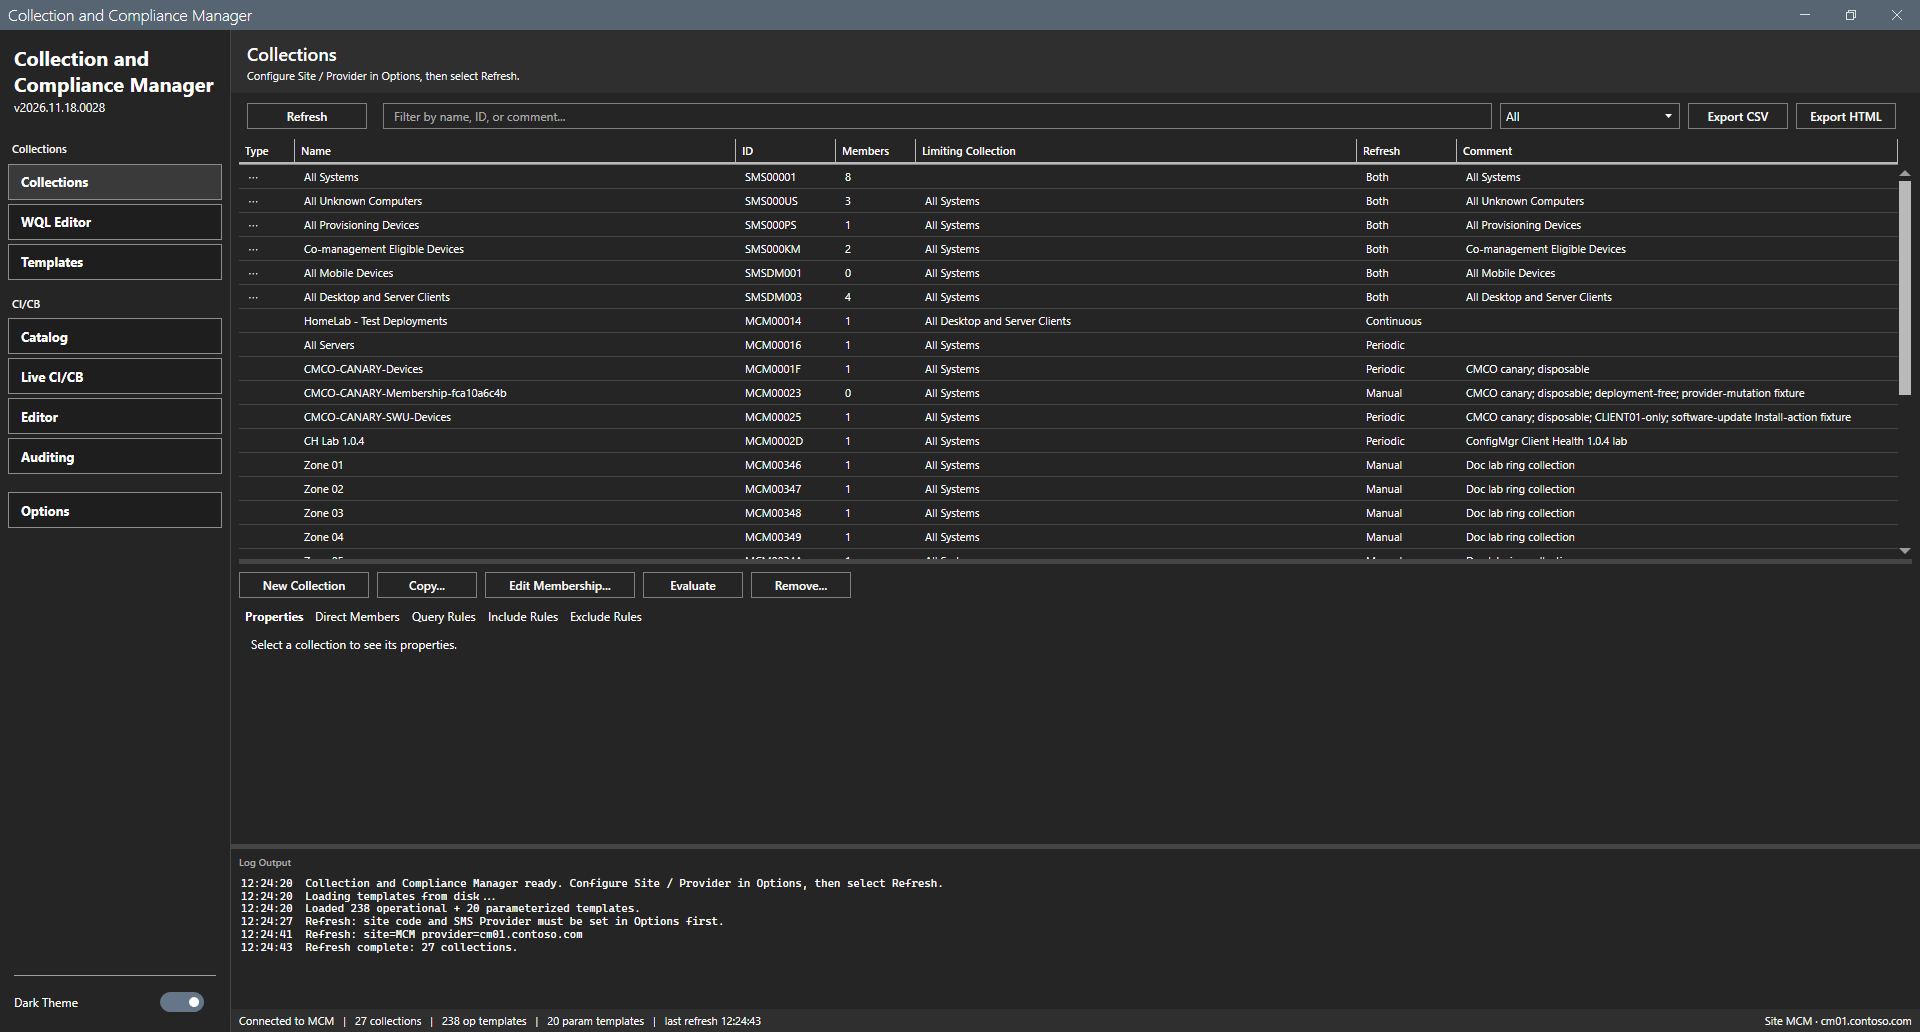 Collection and Compliance Manager
Collection and
Compliance Manager
v2026.11.18.0028
Collections
Collections
WQL Editor
Templates
CI/CB
Catalog
Live CI/CB
Editor
Auditing
Options
Dark Theme
Collections
Configure Site / Provider in Options, then select Refresh.
Refresh Filter by name, ID, or comment... All Export CSV Export HTML
Type Name ID Members Limiting Collection Refresh Comment
... All Systems SMS00001 8 Both All Systems
... All Unknown Computers SMS000US 3 All Systems Both All Unknown Computers
... All Provisioning Devices SMS000PS 1 All Systems Both All Provisioning Devices
... Co-management Eligible Devices SMS000KM 2 All Systems Both Co-management Eligible Devices
... All Mobile Devices SMSDM001 0 All Systems Both All Mobile Devices
... All Desktop and Server Clients SMSDM003 4 All Systems Both All Desktop and Server Clients
HomeLab - Test Deployments MCM00014 1 All Desktop and Server Clients Continuous
All Servers MCM00016 1 All Systems Periodic
CMCO-CANARY-Devices MCM0001F 1 All Systems Periodic CMCO canary; disposable
CMCO-CANARY-Membership-fca10a6c4b MCM00023 0 All Systems Manual CMCO canary; disposable; deployment-free; provider-mutation fixture
CMCO-CANARY-SWU-Devices MCM00025 1 All Systems Periodic CMCO canary; disposable; CLIENT01-only; software-update Install-action fixture
CH Lab 1.0.4 MCM0002D 1 All Systems Periodic ConfigMgr Client Health 1.0.4 lab
Zone 01 MCM00346 1 All Systems Manual Doc lab ring collection
Zone 02 MCM00347 1 All Systems Manual Doc lab ring collection
Zone 03 MCM00348 1 All Systems Manual Doc lab ring collection
Zone 04 MCM00349 1 All Systems Manual Doc lab ring collection
New Collection Copy... Edit Membership... Evaluate Remove...
Properties Direct Members Query Rules Include Rules Exclude Rules
Select a collection to see its properties.
Log Output
12:24:20 Collection and Compliance Manager ready. Configure Site / Provider in Options, then select Refresh.
12:24:20 Loading templates from disk...
12:24:20 Loaded 238 operational + 20 parameterized templates.
12:24:27 Refresh: site code and SMS Provider must be set in Options first.
12:24:41 Refresh: site=MCM provider=cm01.contoso.com
12:24:43 Refresh complete: 27 collections.
Connected to MCM | 27 collections | 238 op templates | 20 param templates | last refresh 12:24:43 Site MCM · cm01.contoso.com